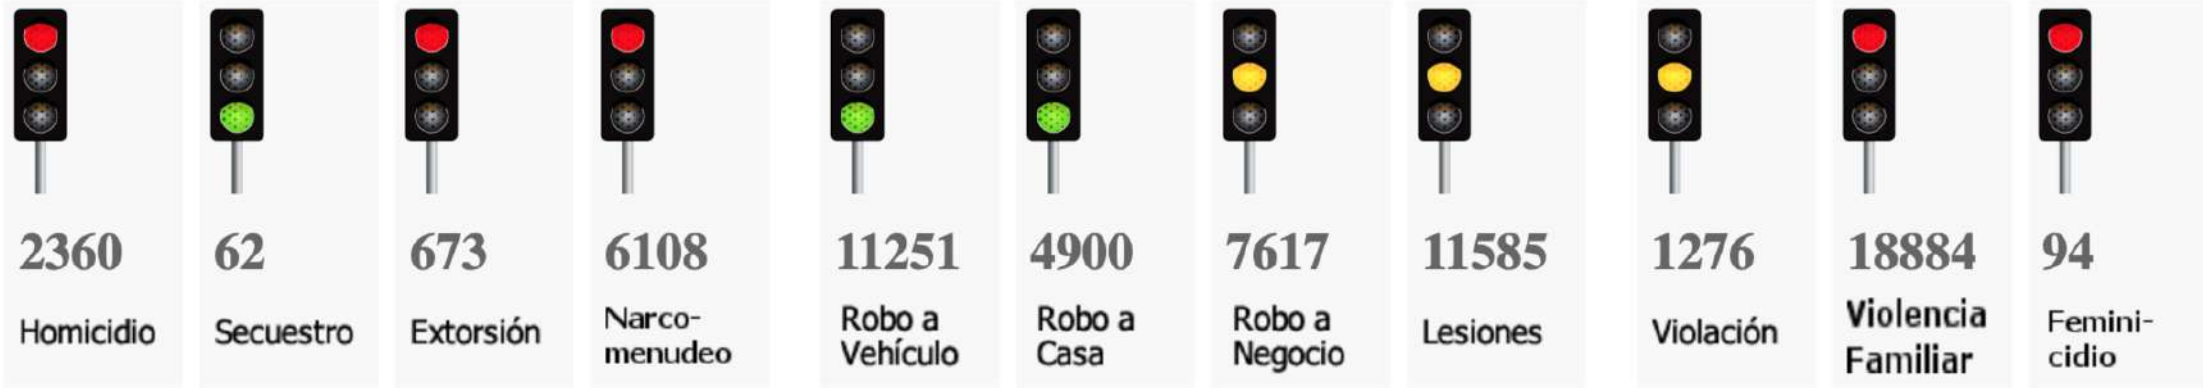 2360
Homicidio
62
Secuestro
673
Extorsión
6108
Narco-
menudeo
11251
Robo a
Vehículo
4900
Robo a
Casa
7617
Robo a
Negocio
11585
Lesiones
1276
Violación
18884
Violencia
Familiar
94
Femini-
cidio